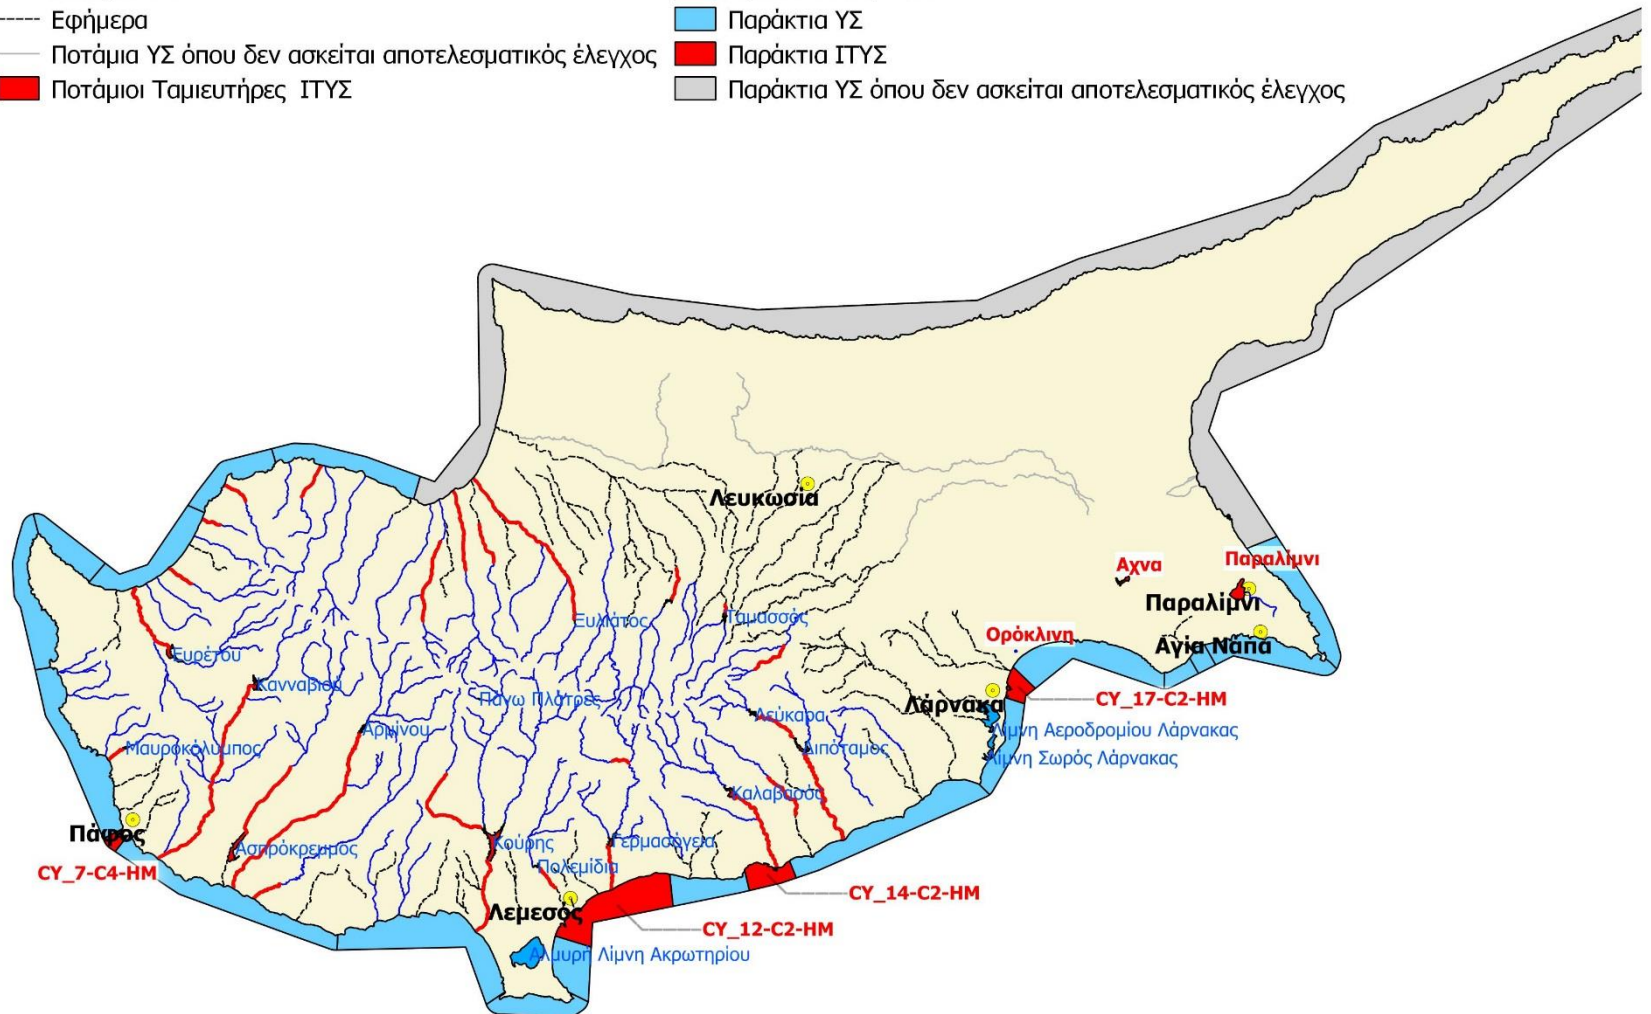 Εφήμερα
Παράκτια ΥΣ
Ποτάμια ΥΣ όπου δεν ασκείται αποτελεσματικός έλεγχος
Παράκτια ΙΤΥΣ
Ποτάμιοι Ταμιευτήρες ΙΤΥΣ
Παράκτια ΥΣ όπου δεν ασκείται αποτελεσματικός έλεγχος
Λευκωσία
Αχνα
Παραλίμνι
Παραλίμνι
Ξυλιάτος
Ταμασσός
Ορόκλινη
Αγία Νάπα
Ευρέτου
Κανναβιού
Πάνω Πλάτρες
Λεύκαρα
Λάρνακα
CY_17-C2-HM
Αρμίνου
Λίμνη Αεροδρομίου Λάρνακας
Μαυροκόλυμπος
Διπόταμος
Λίμνη Σωρός Λάρνακας
Καλαβασός
Πάφος
Ασπρόκρεμμος
Κούρης
Γερμασόγεια
CY_7-C4-HM
Πολεμίδια
CY_14-C2-HM
Λεμεσός
CY_12-C2-HM
Αλμυρή Λίμνη Ακρωτηρίου